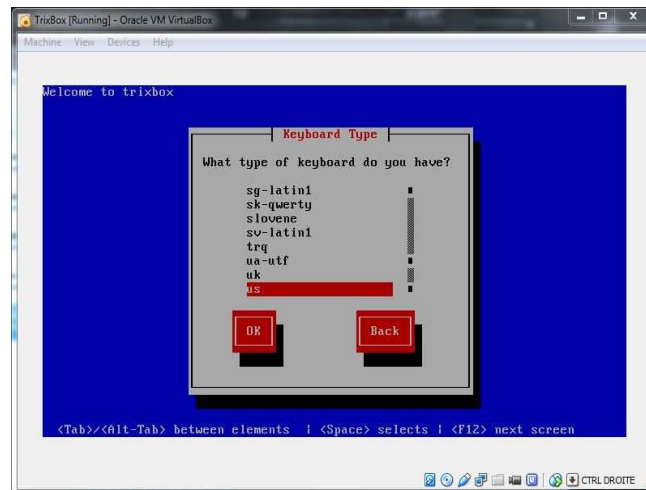 TrixBox [Running] - Oracle VM VirtualBox
Machine View Devices Help
Welcome to trixbox
Keyboard Type
What type of keyboard do you have?
sg-latin1
sk-qwerty
slovene
sv-latin1
trq
ua-utf
uk
us
OK Back
<Tab>/<Alt-Tab> between elements | <Space> selects | <F12> next screen
CTRL DROITE